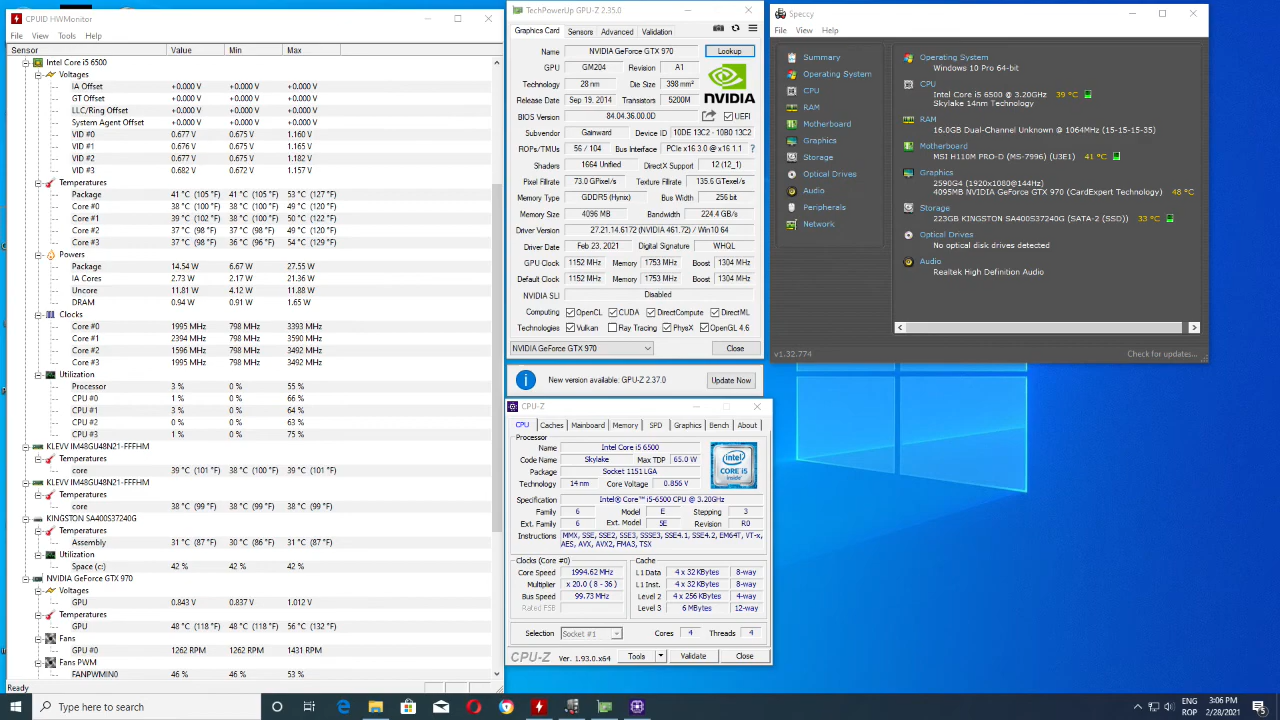 CPUID HWMonitor
File View Tools Help
Sensor Value Min Max
Intel Core i5 6500
Voltages
IA Offset +0.000 V +0.000 V +0.000 V
GT Offset +0.000 V +0.000 V +0.000 V
LLC/Ring Offset +0.000 V +0.000 V +0.000 V
System Agent Offset +0.000 V +0.000 V +0.000 V
VID #0 0.677 V 0.675 V 1.160 V
VID #1 0.677 V 0.675 V 1.165 V
VID #2 0.677 V 0.675 V 1.182 V
VID #3 0.682 V 0.672 V 1.157 V
Temperatures
Package 41 °C (105 °F) 41 °C (105 °F) 53 °C (127 °F)
Core #0 38 °C (100 °F) 38 °C (100 °F) 50 °C (122 °F)
Core #1 39 °C (102 °F) 38 °C (100 °F) 49 °C (120 °F)
Core #2 37 °C (98 °F) 37 °C (98 °F) 49 °C (120 °F)
Core #3 37 °C (98 °F) 36 °C (96 °F) 54 °C (129 °F)
Powers
Package 14.54 W 6.67 W 27.55 W
IA Cores 2.73 W 2.17 W 21.36 W
Uncore 11.81 W 4.12 W 11.88 W
DRAM 0.94 W 0.91 W 1.65 W
Clocks
Core #0 1995 MHz 798 MHz 3393 MHz
Core #1 2394 MHz 798 MHz 3590 MHz
Core #2 1596 MHz 798 MHz 3492 MHz
Core #3 1995 MHz 798 MHz 3492 MHz
Utilization
Processor 3 % 0 % 55 %
CPU #0 1 % 0 % 66 %
CPU #1 3 % 0 % 64 %
CPU #2 0 % 0 % 63 %
CPU #3 1 % 0 % 75 %
KLEVV IM48GU48N21-FFFHM
Temperatures
core 39 °C (101 °F) 38 °C (100 °F) 39 °C (101 °F)
KLEVV IM48GU48N21-FFFHM
Temperatures
core 38 °C (99 °F) 38 °C (99 °F) 38 °C (99 °F)
KINGSTON SA400S37240G
Temperatures
Assembly 31 °C (87 °F) 30 °C (86 °F) 31 °C (87 °F)
Utilization
Space (c:) 42 % 42 % 42 %
NVIDIA GeForce GTX 970
Voltages
GPU 0.843 V 0.837 V 1.012 V
Temperatures
GPU 48 °C (118 °F) 48 °C (118 °F) 56 °C (132 °F)
Fans
GPU #0 1262 RPM 1262 RPM 1431 RPM
Fans PWM
FANPWMIN0 46 % 46 % 53 %
Ready
TechPowerUp GPU-Z 2.35.0
Graphics Card Sensors Advanced Validation
Name NVIDIA GeForce GTX 970 Lookup
GPU GM204 Revision A1
Technology 28 nm Die Size 398 mm²
Release Date Sep 19, 2014 Transistors 5200M
NVIDIA
BIOS Version 84.04.36.00.0D UEFI
Subvendor Gainward Device ID 10DE 13C2 - 10B0 13C2
ROPs/TMUs 56 / 104 Bus Interface PCIe x16 3.0 @ x16 1.1 ?
Shaders 1664 Unified DirectX Support 12 (12_1)
Pixel Fillrate 73.0 GPixel/s Texture Fillrate 135.6 GTexel/s
Memory Type GDDR5 (Hynix) Bus Width 256 bit
Memory Size 4096 MB Bandwidth 224.4 GB/s
Driver Version 27.21.14.6172 (NVIDIA 461.72) / Win10 64
Driver Date Feb 23, 2021 Digital Signature WHQL
GPU Clock 1152 MHz Memory 1753 MHz Boost 1304 MHz
Default Clock 1152 MHz Memory 1753 MHz Boost 1304 MHz
NVIDIA SLI Disabled
Computing OpenCL CUDA DirectCompute DirectML
Technologies Vulkan Ray Tracing PhysX OpenGL 4.6
NVIDIA GeForce GTX 970 Close
New version available: GPU-Z 2.37.0 Update Now
CPU-Z
CPU Caches Mainboard Memory SPD Graphics Bench About
Processor
Name Intel Core i5 6500
Code Name Skylake Max TDP 65.0 W
Package Socket 1151 LGA
Technology 14 nm Core Voltage 0.856 V
intel
CORE i5
inside
Specification Intel® Core™ i5-6500 CPU @ 3.20GHz
Family 6 Model E Stepping 3
Ext. Family 6 Ext. Model 5E Revision R0
Instructions MMX, SSE, SSE2, SSE3, SSSE3, SSE4.1, SSE4.2, EM64T, VT-x,
AES, AVX, AVX2, FMA3, TSX
Clocks (Core #0) Cache
Core Speed 1994.62 MHz L1 Data 4 x 32 KBytes 8-way
Multiplier x 20.0 ( 8 - 36 ) L1 Inst. 4 x 32 KBytes 8-way
Bus Speed 99.73 MHz Level 2 4 x 256 KBytes 4-way
Rated FSB Level 3 6 MBytes 12-way
Selection Socket #1 Cores 4 Threads 4
CPU-Z Ver. 1.93.0.x64 Tools Validate Close
Speccy
File View Help
Summary
Operating System
CPU
RAM
Motherboard
Graphics
Storage
Optical Drives
Audio
Peripherals
Network
Operating System
Windows 10 Pro 64-bit
CPU
Intel Core i5 6500 @ 3.20GHz 39 °C
Skylake 14nm Technology
RAM
16.0GB Dual-Channel Unknown @ 1064MHz (15-15-15-35)
Motherboard
MSI H110M PRO-D (MS-7996) (U3E1) 41 °C
Graphics
2590G4 (1920x1080@144Hz)
4095MB NVIDIA GeForce GTX 970 (CardExpert Technology) 48 °C
Storage
223GB KINGSTON SA400S37240G (SATA-2 (SSD)) 33 °C
Optical Drives
No optical disk drives detected
Audio
Realtek High Definition Audio
v1.32.774 Check for updates...
Type here to search
ENG 3:06 PM
ROP 2/28/2021